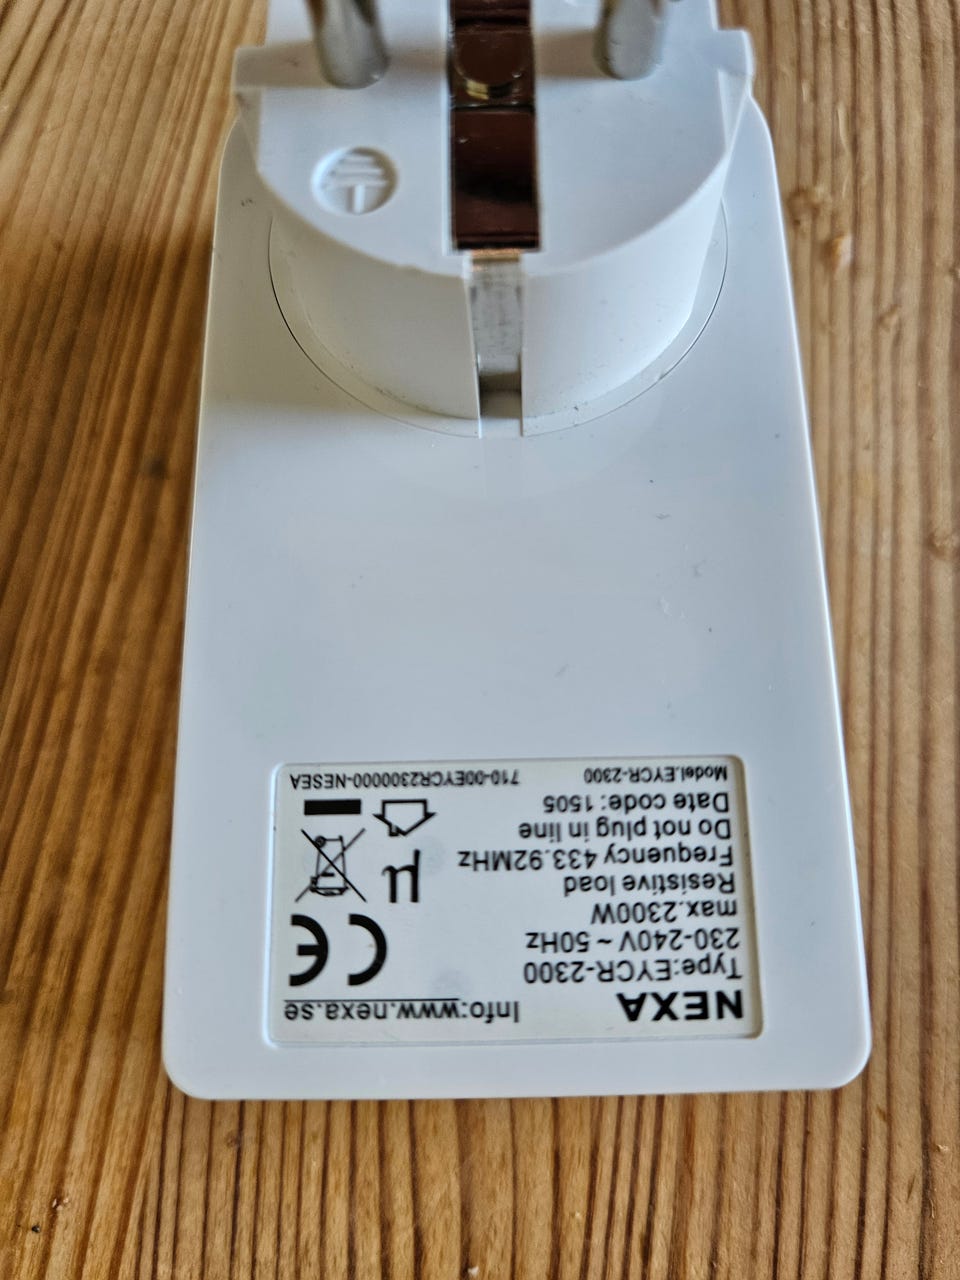 NEXA Info:www.nexa.se
Type:EYCR-2300
230-240V ~ 50Hz
max.2300W
Resistive load
Frequency 433.92MHz
Do not plug in line
Date code: 1505
Model.EYCR-2300 710-00EYCR2300000-NESEA
CE
µ